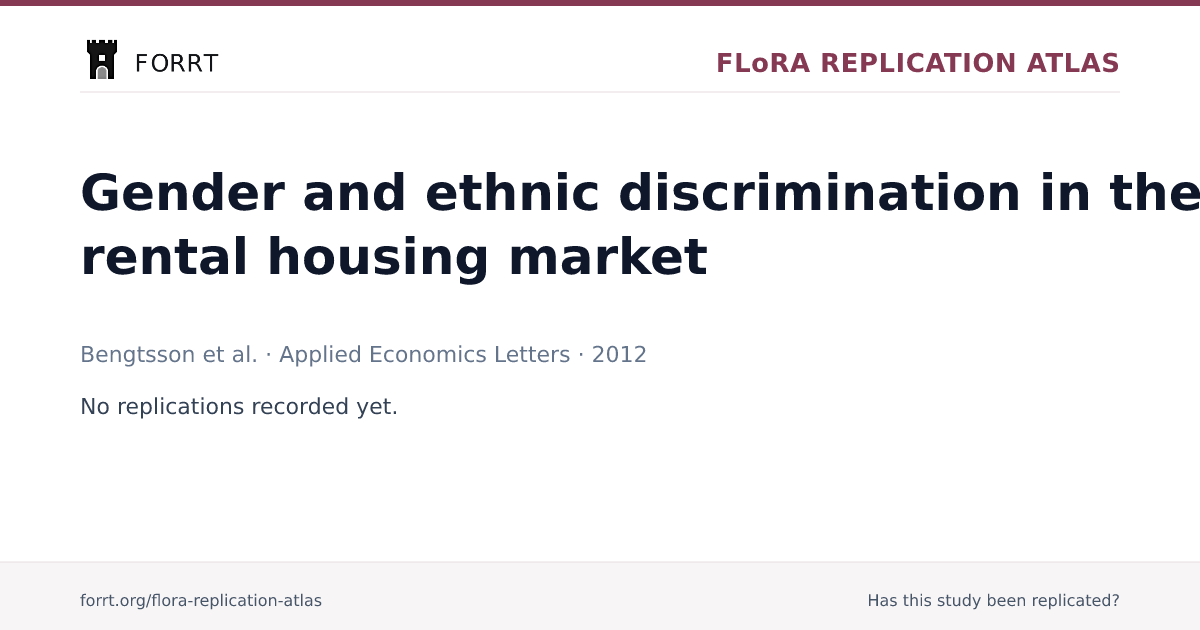 FORRT
FLoRA REPLICATION ATLAS
Gender and ethnic discrimination in the
rental housing market
Bengtsson et al. · Applied Economics Letters · 2012
No replications recorded yet.
forrt.org/flora-replication-atlas
Has this study been replicated?